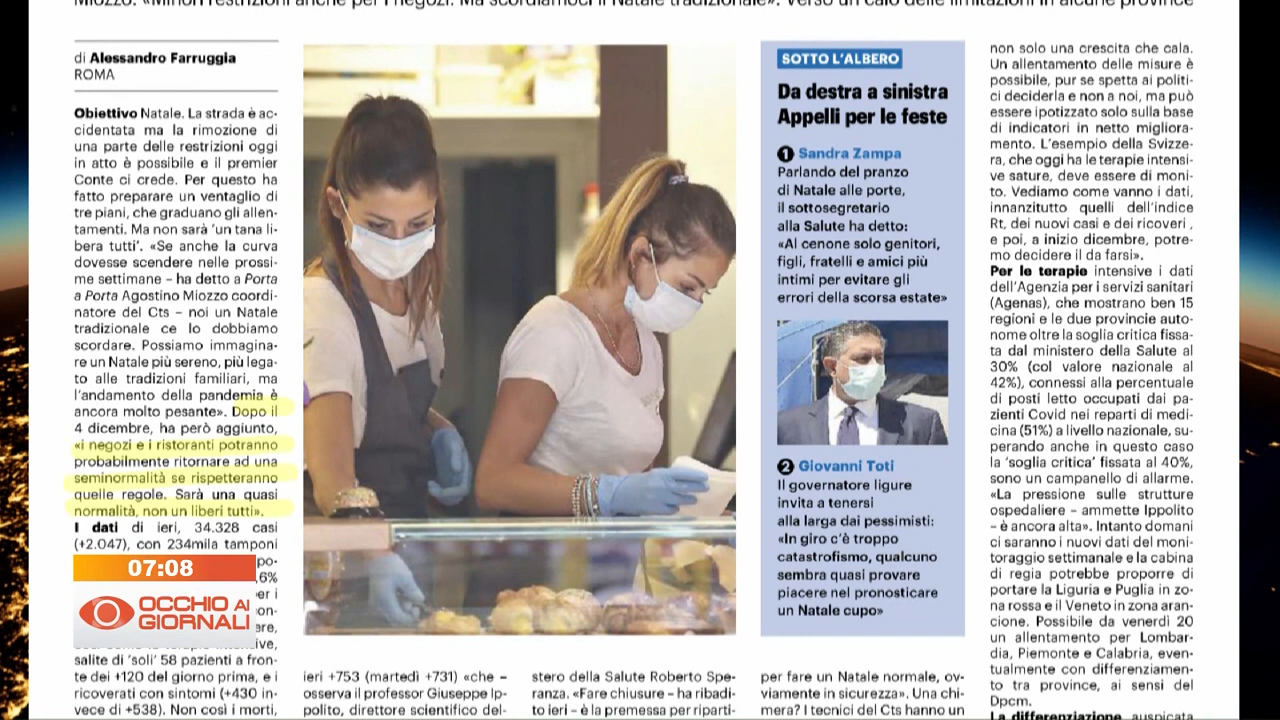 Miozzo: «Minori restrizioni anche per i negozi. Ma scordiamoci il Natale tradizionale». Verso un calo delle limitazioni in alcune province
di Alessandro Farruggia
ROMA
Obiettivo Natale. La strada è ac-
cidentata ma la rimozione di
una parte delle restrizioni oggi
in atto è possibile e il premier
Conte ci crede. Per questo ha
fatto preparare un ventaglio di
tre piani, che graduano gli allen-
tamenti. Ma non sarà 'un tana li-
bera tutti'. «Se anche la curva
dovesse scendere nelle prossi-
me settimane – ha detto a Porta
a Porta Agostino Miozzo coordi-
natore del Cts – noi un Natale
tradizionale ce lo dobbiamo
scordare. Possiamo immagina-
re un Natale più sereno, più lega-
to alle tradizioni familiari, ma
l'andamento della pandemia è
ancora molto pesante». Dopo il
4 dicembre, ha però aggiunto,
«i negozi e i ristoranti potranno
probabilmente ritornare ad una
seminormalità se rispetteranno
quelle regole. Sarà una quasi
normalità, non un liberi tutti».
I dati di ieri, 34.328 casi
(+2.047), con 234mila tamponi
po-
,6%
per i
on-
ere,
ive,
salite di 'soli' 58 pazienti a fron-
te dei +120 del giorno prima, e i
ricoverati con sintomi (+430 in-
vece di +538). Non così i morti,
07:08
OCCHIO AI
GIORNALI
ieri +753 (martedì +731) «che –
osserva il professor Giuseppe Ip-
polito, direttore scientifico del-
stero della Salute Roberto Spe-
ranza. «Fare chiusure – ha ribadi-
to ieri – è la premessa per riparti-
SOTTO L'ALBERO
Da destra a sinistra
Appelli per le feste
1 Sandra Zampa
Parlando del pranzo
di Natale alle porte,
il sottosegretario
alla Salute ha detto:
«Al cenone solo genitori,
figli, fratelli e amici più
intimi per evitare gli
errori della scorsa estate»
2 Giovanni Toti
Il governatore ligure
invita a tenersi
alla larga dai pessimisti:
«In giro c'è troppo
catastrofismo, qualcuno
sembra quasi provare
piacere nel pronosticare
un Natale cupo»
per fare un Natale normale, ov-
viamente in sicurezza». Una chi-
mera? I tecnici del Cts hanno un
non solo una crescita che cala.
Un allentamento delle misure è
possibile, pur se spetta ai politi-
ci deciderla e non a noi, ma può
essere ipotizzato solo sulla base
di indicatori in netto migliora-
mento. L'esempio della Svizze-
ra, che oggi ha le terapie intensi-
ve sature, deve essere di moni-
to. Vediamo come vanno i dati,
innanzitutto quelli dell'indice
Rt, dei nuovi casi e dei ricoveri ,
e poi, a inizio dicembre, potre-
mo decidere il da farsi».
Per le terapie intensive i dati
dell'Agenzia per i servizi sanitari
(Agenas), che mostrano ben 15
regioni e le due provincie auto-
nome oltre la soglia critica fissa-
ta dal ministero della Salute al
30% (col valore nazionale al
42%), connessi alla percentuale
di posti letto occupati dai pa-
zienti Covid nei reparti di medi-
cina (51%) a livello nazionale, su-
perando anche in questo caso
la 'soglia critica' fissata al 40%,
sono un campanello di allarme.
«La pressione sulle strutture
ospedaliere – ammette Ippolito
– è ancora alta». Intanto domani
ci saranno i nuovi dati del moni-
toraggio settimanale e la cabina
di regia potrebbe proporre di
portare la Liguria e Puglia in zo-
na rossa e il Veneto in zona aran-
cione. Possibile da venerdì 20
un allentamento per Lombar-
dia, Piemonte e Calabria, even-
tualmente con differenziamen-
to tra province, ai sensi del
Dpcm.
La differenziazione, auspicata